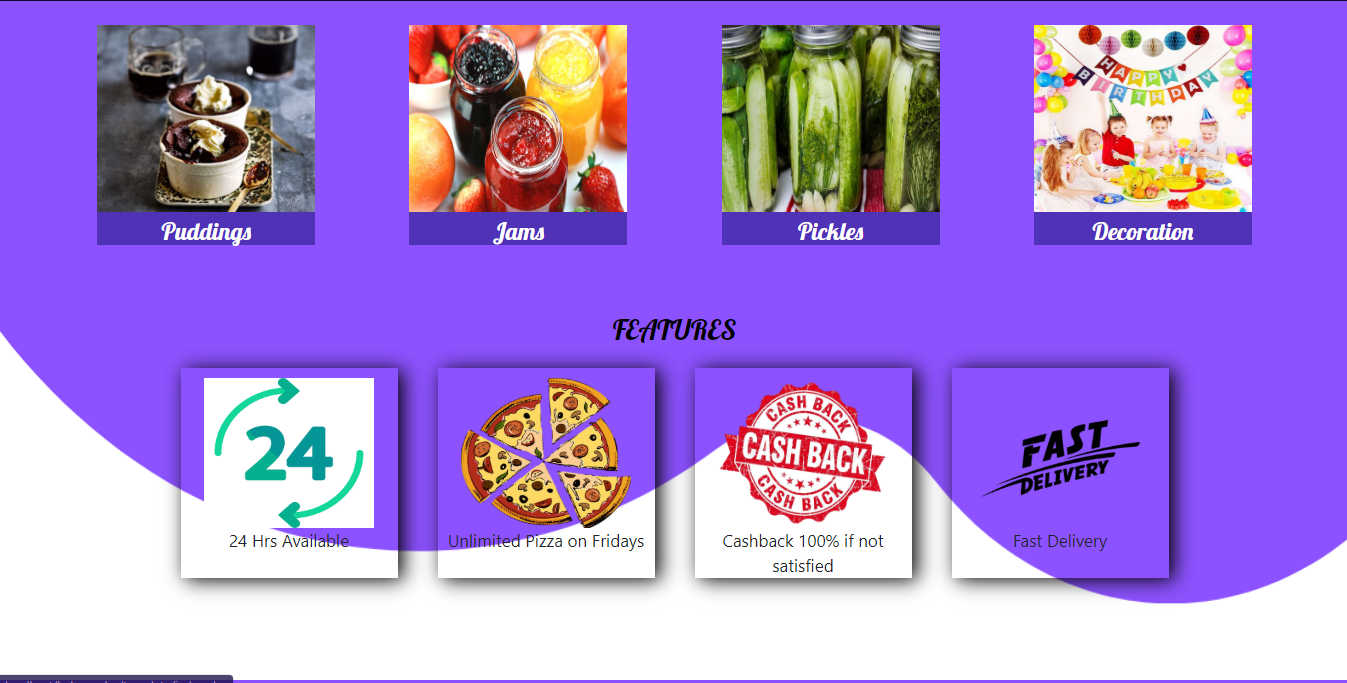 HAPPY
BIRTHDAY
Puddings
Jams
Pickles
Decoration
FEATURES
24
24 Hrs Available
Unlimited Pizza on Fridays
CASH BACK
CASH BACK
CASH BACK
Cashback 100% if not
satisfied
FAST
DELIVERY
Fast Delivery